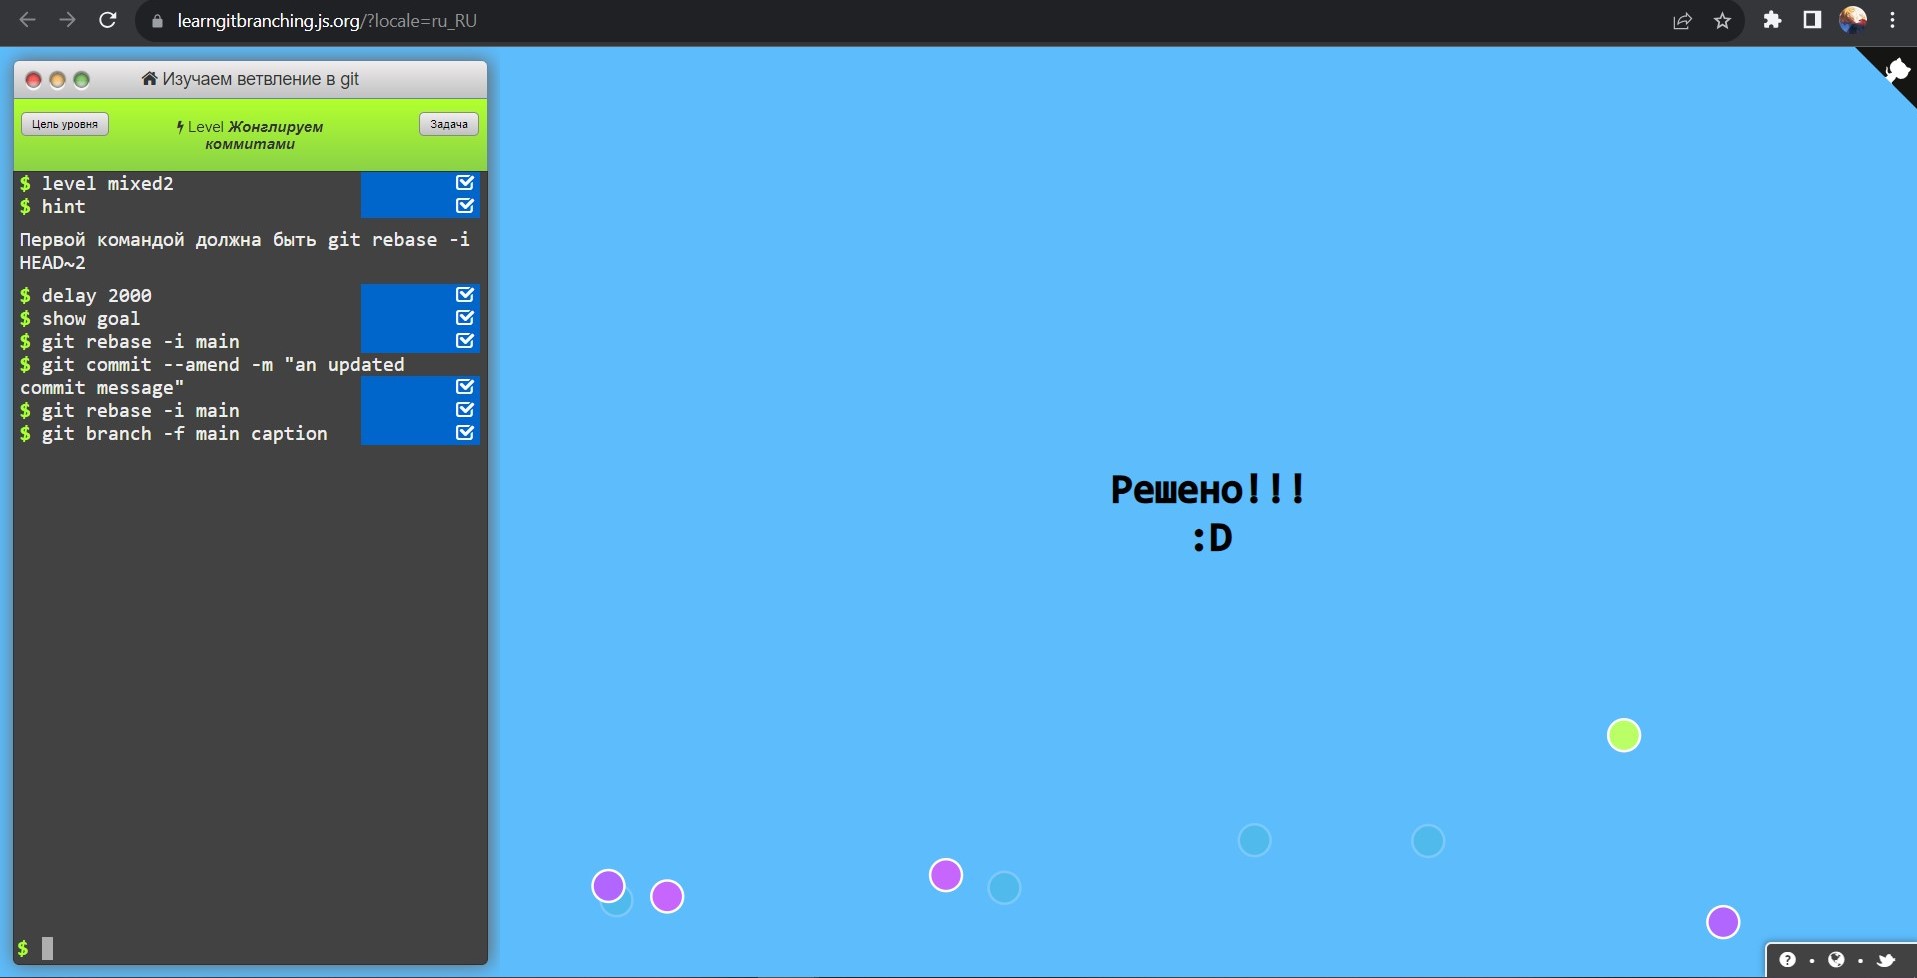 learngitbranching.js.org/?locale=ru_RU
Изучаем ветвление в git
Цель уровня
Level Жонглируем
коммитами
Задача
$ level mixed2
$ hint
Первой командой должна быть git rebase -i
HEAD~2
$ delay 2000
$ show goal
$ git rebase -i main
$ git commit --amend -m "an updated
commit message"
$ git rebase -i main
$ git branch -f main caption
Решено!!!
:D
$